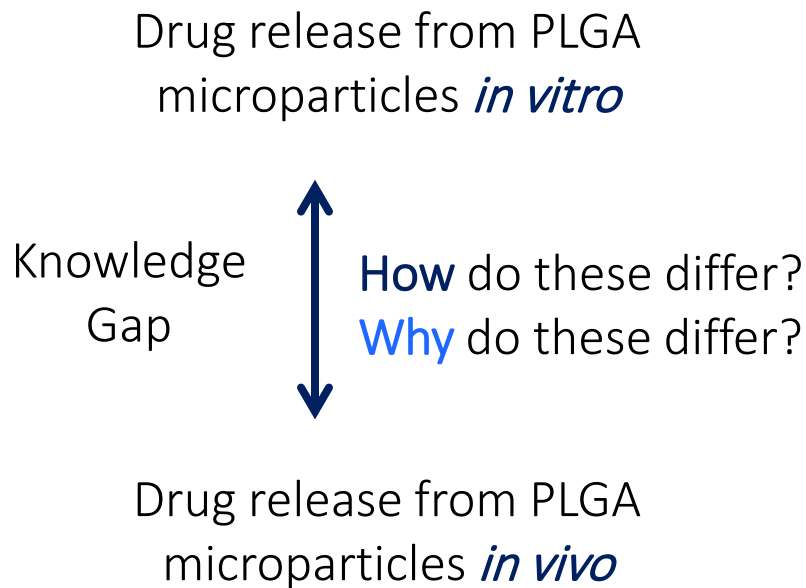 Drug release from PLGA
microparticles in vitro
Knowledge
Gap
How do these differ?
Why do these differ?
Drug release from PLGA
microparticles in vivo